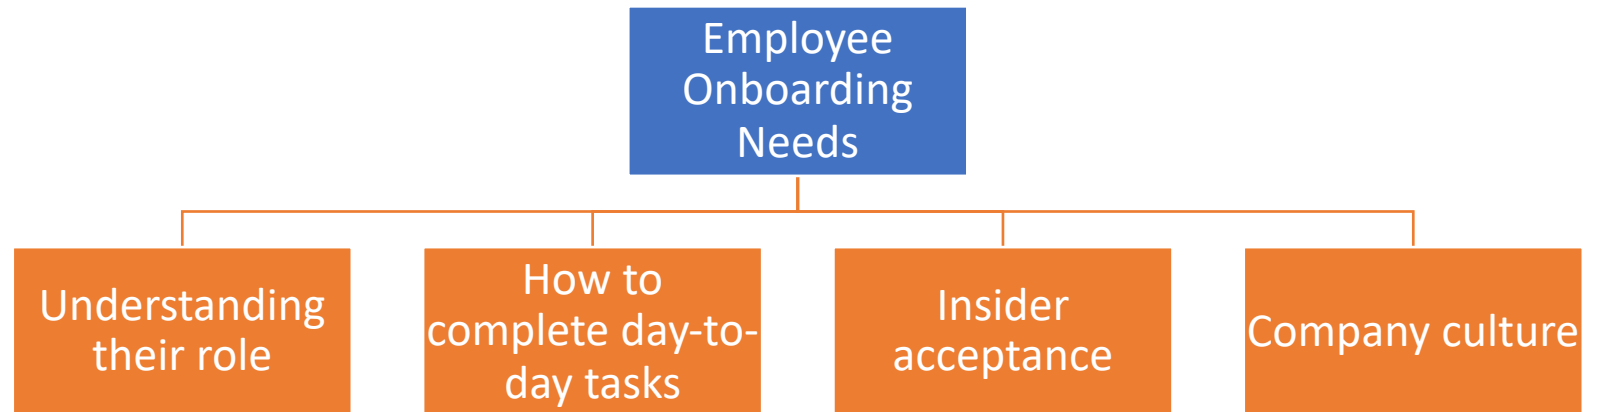 Employee
Onboarding
Needs
Understanding
their role
How to
complete day-to-
day tasks
Insider
acceptance
Company culture